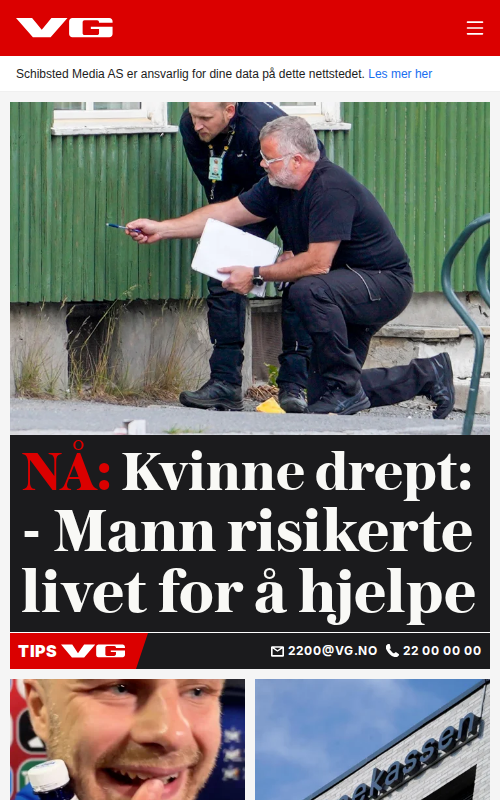 VG
Schibsted Media AS er ansvarlig for dine data på dette nettstedet. Les mer her
NÅ: Kvinne drept:
- Mann risikerte
livet for å hjelpe
TIPS VG 2200@VG.NO 22 00 00 00